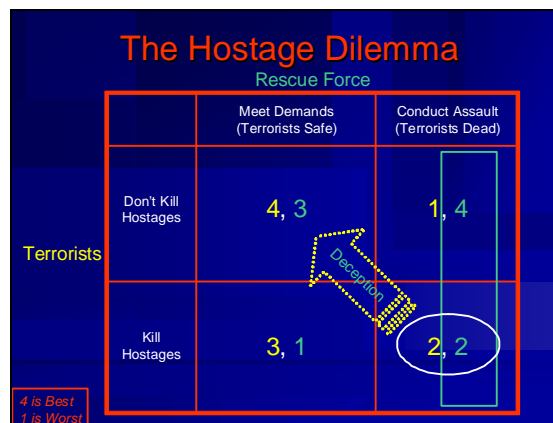 The Hostage Dilemma
Rescue Force
Meet Demands
(Terrorists Safe)
Conduct Assault
(Terrorists Dead)
Don't Kill
Hostages
4, 3
1, 4
Terrorists
Deception
Kill
Hostages
3, 1
2, 2
4 is Best
1 is Worst